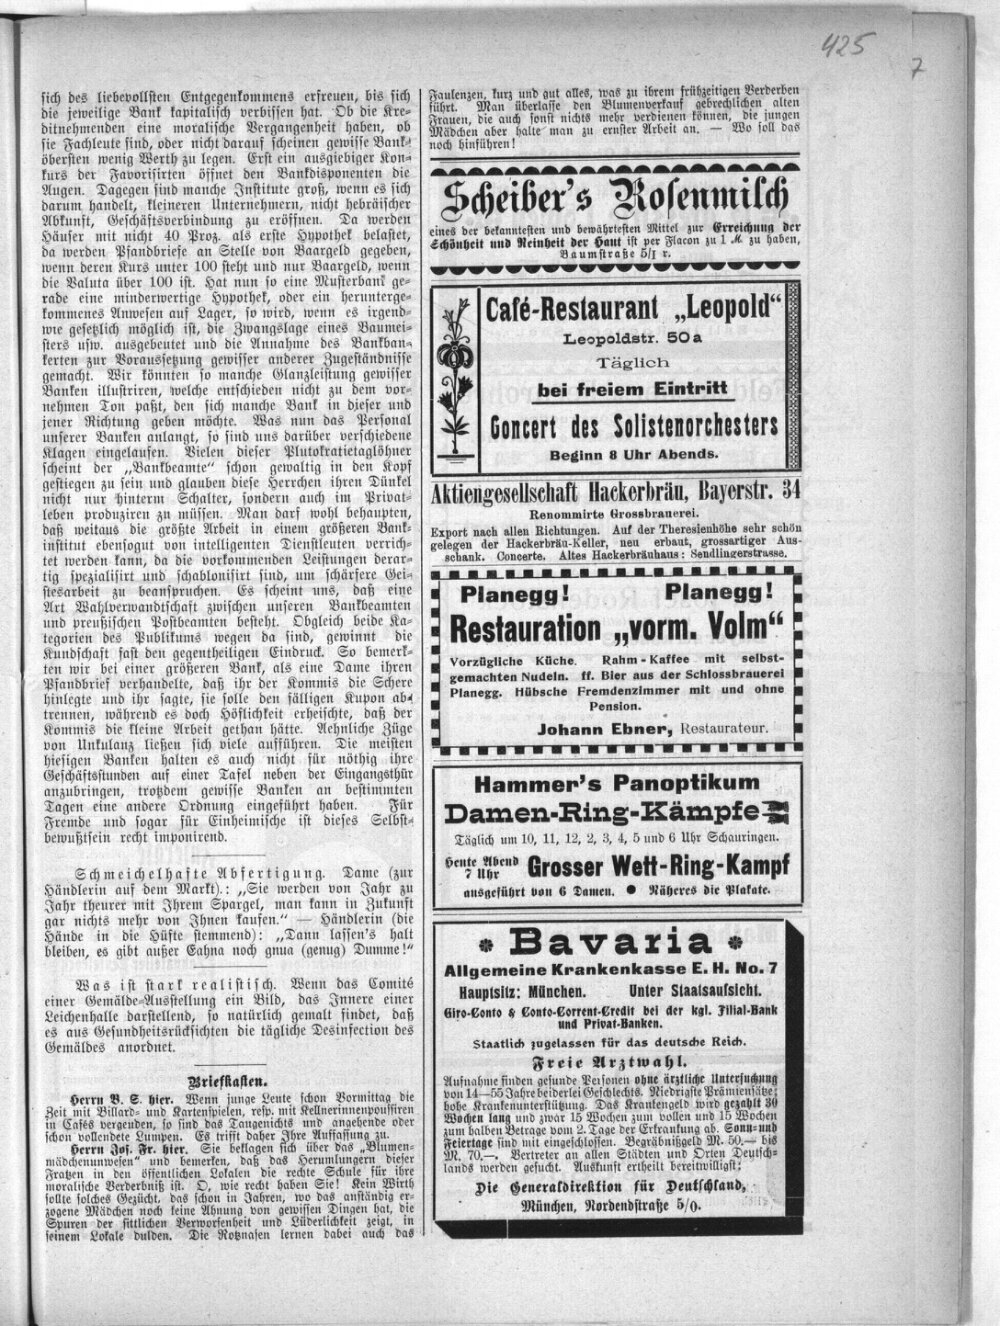 425
7
sich des liebevollsten Entgegenkommens erfreuen, bis sich
die jeweilige Bank kapitalisch verbissen hat. Ob die Kre-
ditnehmenden eine moralische Vergangenheit haben, ob
sie Fachleute sind, oder nicht darauf scheinen gewisse Bank-
öbersten wenig Werth zu legen. Erst ein ausgiebiger Kon-
kurs der Favorisirten öffnet den Bankdisponenten die
Augen. Dagegen sind manche Institute groß, wenn es sich
darum handelt, kleineren Unternehmern, nicht hebräischer
Abkunft, Geschäftsverbindung zu eröffnen. Da werden
Häuser mit nicht 40 Proz. als erste Hypothek belastet,
da werden Pfandbriefe an Stelle von Baargeld gegeben,
wenn deren Kurs unter 100 steht und nur Baargeld, wenn
die Valuta über 100 ist. Hat nun so eine Musterbank ge-
rade eine minderwertige Hypothek, oder ein herunterge-
kommenes Anwesen auf Lager, so wird, wenn es irgend-
wie gesetzlich möglich ist, die Zwangslage eines Baumei-
sters usw. ausgebeutet und die Annahme des Bankban-
kerten zur Voraussetzung gewisser anderer Zugeständnisse
gemacht. Wir könnten so manche Glanzleistung gewisser
Banken illustriren, welche entschieden nicht zu dem vor-
nehmen Ton paßt, den sich manche Bank in dieser und
jener Richtung geben möchte. Was nun das Personal
unserer Banken anlangt, so sind uns darüber verschiedene
Klagen eingelaufen. Vielen dieser Plutokratietaglöhner
scheint der „Bankbeamte“ schon gewaltig in den Kopf
gestiegen zu sein und glauben diese Herrchen ihren Dünkel
nicht nur hinterm Schalter, sondern auch im Privat-
leben produziren zu müssen. Man darf wohl behaupten,
daß weitaus die größte Arbeit in einem größeren Bank-
institut ebensogut von intelligenten Dienstleuten verrich-
tet werden kann, da die vorkommenden Leistungen derar-
tig spezialisirt und schablonisirt sind, um schärfere Gei-
stesarbeit zu beanspruchen. Es scheint uns, daß eine
Art Wahlverwandtschaft zwischen unseren Bankbeamten
und preußischen Postbeamten besteht. Obgleich beide Ka-
tegorien des Publikums wegen da sind, gewinnt die
Kundschaft fast den gegentheiligen Eindruck. So bemerk-
ten wir bei einer größeren Bank, als eine Dame ihren
Pfandbrief verhandelte, daß ihr der Kommis die Schere
hinlegte und ihr sagte, sie solle den fälligen Kupon ab-
trennen, während es doch Höflichkeit erheischte, daß der
Kommis die kleine Arbeit gethan hätte. Aehnliche Züge
von Unkulanz ließen sich viele aufführen. Die meisten
hiesigen Banken halten es auch nicht für nöthig ihre
Geschäftsstunden auf einer Tafel neben der Eingangsthür
anzubringen, trotzdem gewisse Banken an bestimmten
Tagen eine andere Ordnung eingeführt haben. Für
Fremde und sogar für Einheimische ist dieses Selbst-
bewußtsein recht imponirend.
Schmeichelhafte Abfertigung. Dame (zur
Händlerin auf dem Markt).: „Sie werden von Jahr zu
Jahr theurer mit Ihrem Spargel, man kann in Zukunft
gar nichts mehr von Ihnen kaufen.“ — Händlerin (die
Hände in die Hüfte stemmend): „Dann lassen's halt
bleiben, es gibt außer Eahna noch gnua (genug) Dumme!“
Was ist stark realistisch. Wenn das Comité
einer Gemälde-Ausstellung ein Bild, das Innere einer
Leichenhalle darstellend, so natürlich gemalt findet, daß
es aus Gesundheitsrücksichten die tägliche Desinfection des
Gemäldes anordnet.
Briefkasten.
Herrn B. S. hier. Wenn junge Leute schon Vormittag die
Zeit mit Billard- und Kartenspielen, resp. mit Kellnerinnenpoussiren
in Cafés vergeuden, so sind das Taugenichts und angehende oder
schon vollendete Lumpen. Es trifft daher Ihre Auffassung zu.
Herrn Jos. Fr. hier. Sie beklagen sich über das „Blumen-
mädchenunwesen“ und bemerken, daß das Herumlungern dieser
Fratzen in den öffentlichen Lokalen die rechte Schule für ihre
moralische Verderbniß ist. O, wie recht haben Sie! Kein Wirth
sollte solches Gezücht, das schon in Jahren, wo das anständig er-
zogene Mädchen noch keine Ahnung von gewissen Dingen hat, die
Spuren der sittlichen Verworfenheit und Lüderlichkeit zeigt, in
seinem Lokale dulden. Die Rotznasen lernen dabei auch das
Faulenzen, kurz und gut alles, was zu ihrem frühzeitigen Verderben
führt. Man überlasse den Blumenverkauf gebrechlichen alten
Frauen, die auch sonst nichts mehr verdienen können, die jungen
Mädchen aber halte man zu ernster Arbeit an. — Wo soll das
noch hinführen!
Scheiber's Rosenmilch
eines der bekanntesten und bewährtesten Mittel zur Erreichung der
Schönheit und Reinheit der Haut ist per Flacon zu 1 M. zu haben,
Baumstraße 5/I r.
Café-Restaurant „Leopold“
Leopoldstr. 50a
Täglich
bei freiem Eintritt
Concert des Solistenorchesters
Beginn 8 Uhr Abends.
Aktiengesellschaft Hackerbräu, Bayerstr. 34
Renommirte Grossbrauerei.
Export nach allen Richtungen. Auf der Theresienhöhe sehr schön
gelegen der Hackerbräu-Keller, neu erbaut, grossartiger Aus-
schank. Concerte. Altes Hackerbräuhaus: Sendlingerstrasse.
Planegg! Planegg!
Restauration „vorm. Volm“
Vorzügliche Küche. Rahm-Kaffee mit selbst-
gemachten Nudeln. ff. Bier aus der Schlossbrauerei
Planegg. Hübsche Fremdenzimmer mit und ohne
Pension.
Johann Ebner, Restaurateur.
Hammer's Panoptikum
Damen-Ring-Kämpfe
Täglich um 10, 11, 12, 2, 3, 4, 5 und 6 Uhr Schauringen.
Heute Abend
7 Uhr Grosser Wett-Ring-Kampf
ausgeführt von 6 Damen. ● Näheres die Plakate.
Bavaria
Allgemeine Krankenkasse E. H. No. 7
Hauptsitz: München. Unter Staatsaufsicht.
Giro-Conto & Conto-Corrent-Credit bei der kgl. Filial-Bank
und Privat-Banken.
Staatlich zugelassen für das deutsche Reich.
Freie Arztwahl.
Aufnahme finden gesunde Personen ohne ärztliche Untersuchung
von 14—55 Jahre beiderlei Geschlechts. Niedrigste Prämiensätze;
hohe Krankenunterstützung. Das Krankengeld wird gezahlt 30
Wochen lang und zwar 15 Wochen zum vollen und 15 Wochen
zum halben Betrage vom 2. Tage der Erkrankung ab. Sonn- und
Feiertage sind mit eingeschlossen. Begräbnißgeld M. 50.— bis
M. 70.—. Vertreter an allen Städten und Orten Deutsch-
lands werden gesucht. Auskunft ertheilt bereitwilligst:
Die Generaldirektion für Deutschland,
München, Nordendstraße 5/0.